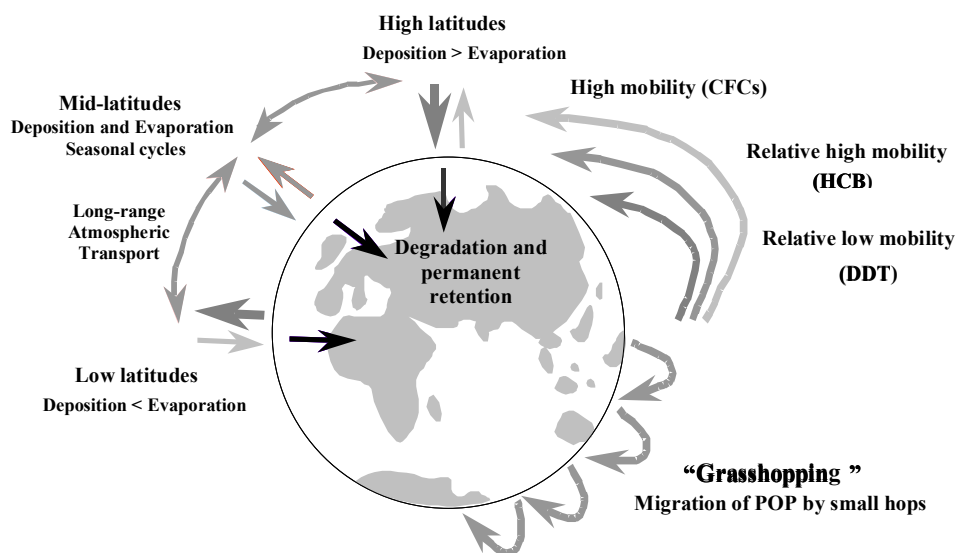 High latitudes
Deposition > Evaporation
High mobility (CFCs)
Mid-latitudes
Deposition and Evaporation
Seasonal cycles
Relative high mobility
(HCB)
Long-range
Atmospheric
Transport
Relative low mobility
(DDT)
Degradation and
permanent
retention
Low latitudes
Deposition < Evaporation
“Grasshopping ”
Migration of POP by small hops